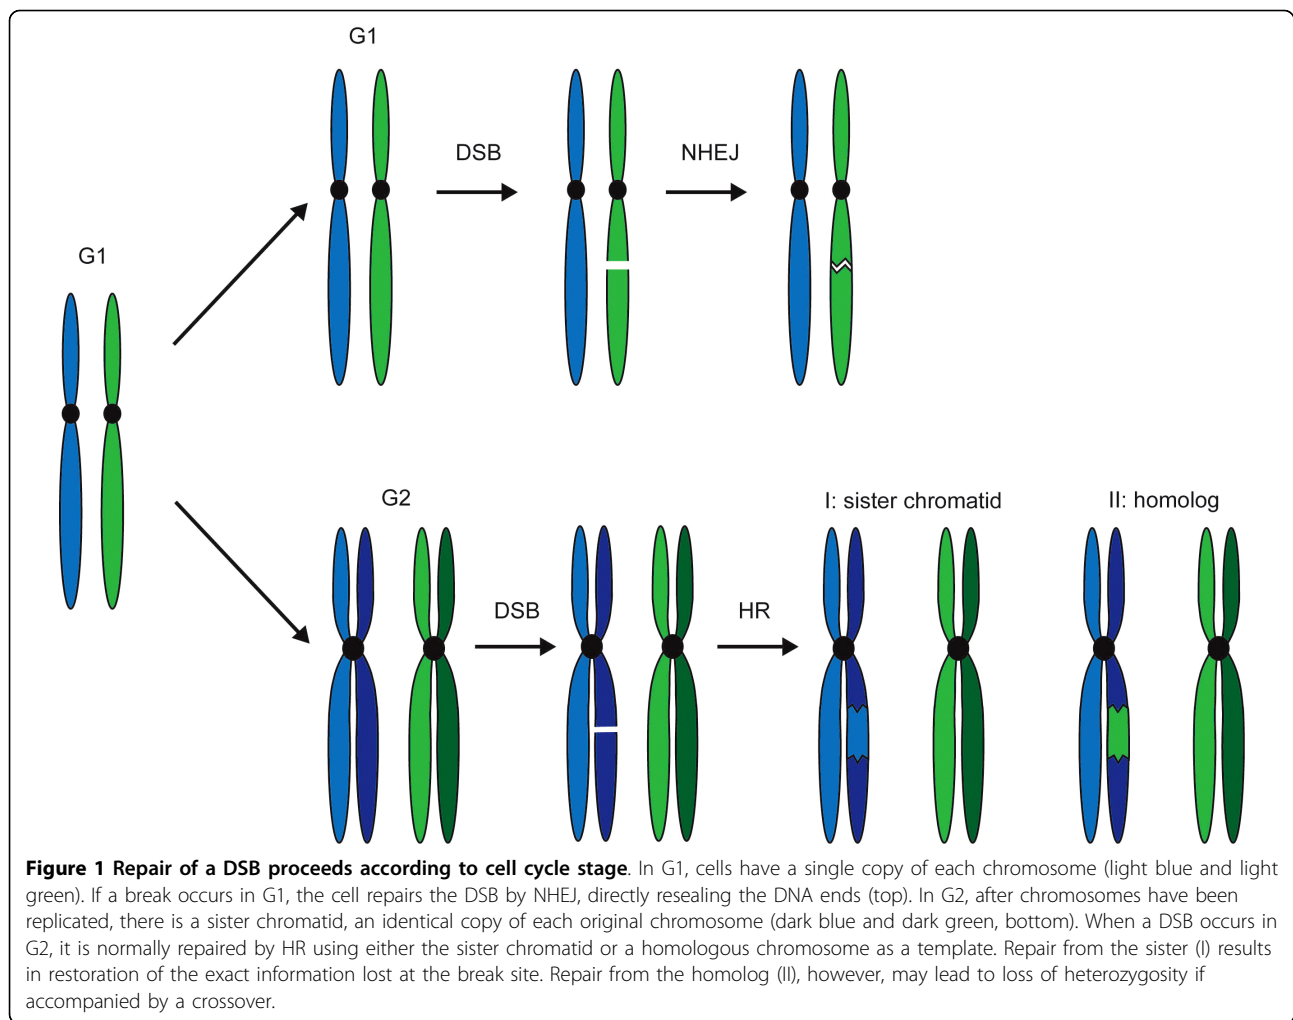 G1
DSB
NHEJ
G1
G2
I: sister chromatid
II: homolog
DSB
HR
Figure 1 Repair of a DSB proceeds according to cell cycle stage. In G1, cells have a single copy of each chromosome (light blue and light
green). If a break occurs in G1, the cell repairs the DSB by NHEJ, directly resealing the DNA ends (top). In G2, after chromosomes have been
replicated, there is a sister chromatid, an identical copy of each original chromosome (dark blue and dark green, bottom). When a DSB occurs in
G2, it is normally repaired by HR using either the sister chromatid or a homologous chromosome as a template. Repair from the sister (I) results
in restoration of the exact information lost at the break site. Repair from the homolog (II), however, may lead to loss of heterozygosity if
accompanied by a crossover.